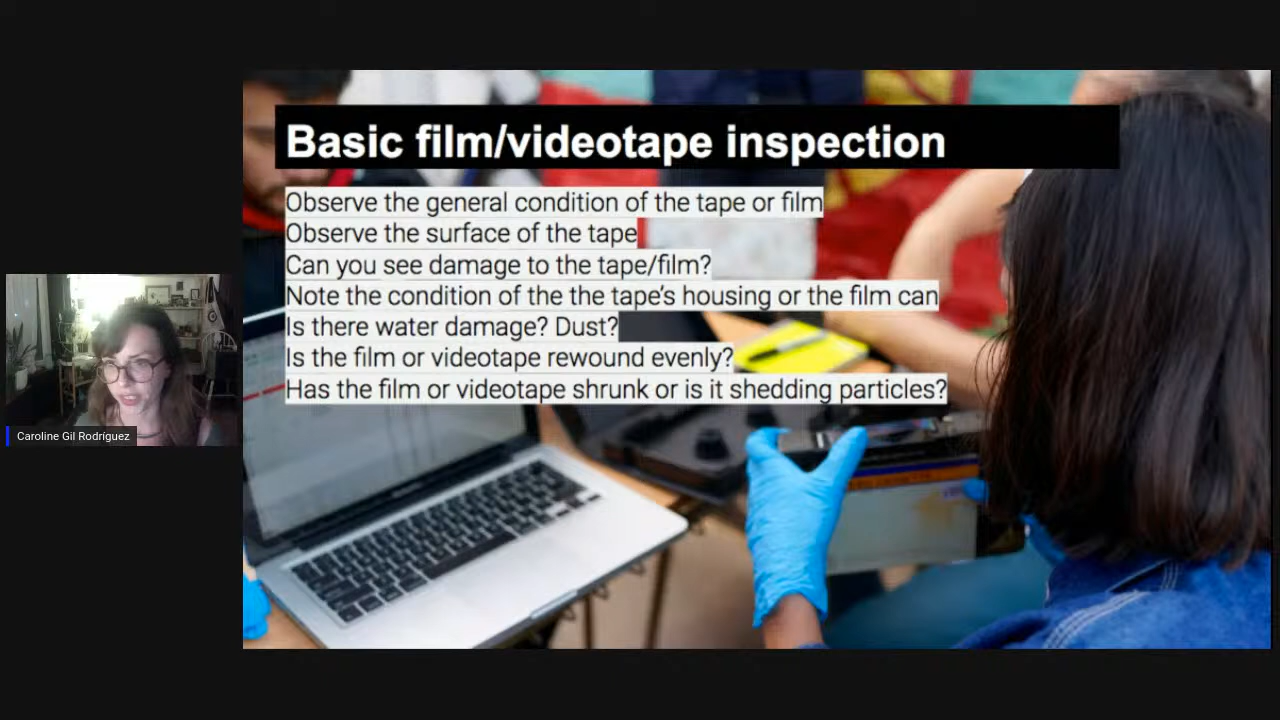 Basic film/videotape inspection
Observe the general condition of the tape or film
Observe the surface of the tape
Can you see damage to the tape/film?
Note the condition of the the tape's housing or the film can
Is there water damage? Dust?
Is the film or videotape rewound evenly?
Has the film or videotape shrunk or is it shedding particles?
Caroline Gil Rodríguez